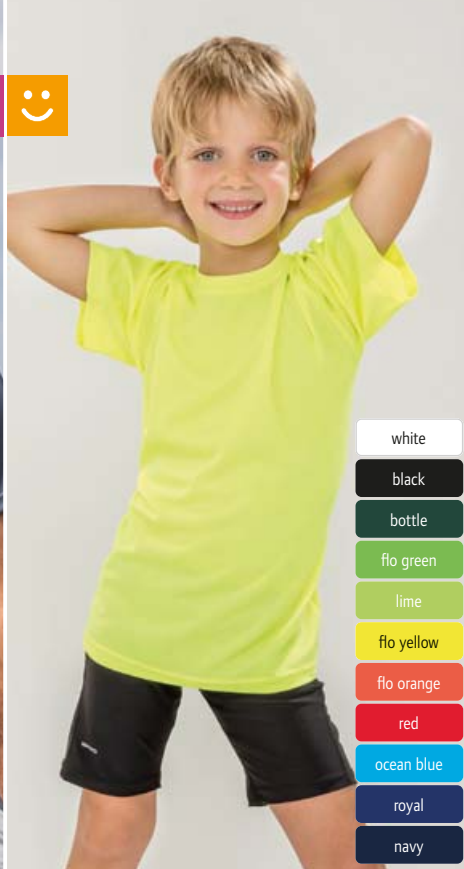 white
black
bottle
flo green
lime
flo yellow
flo orange
red
ocean blue
royal
navy